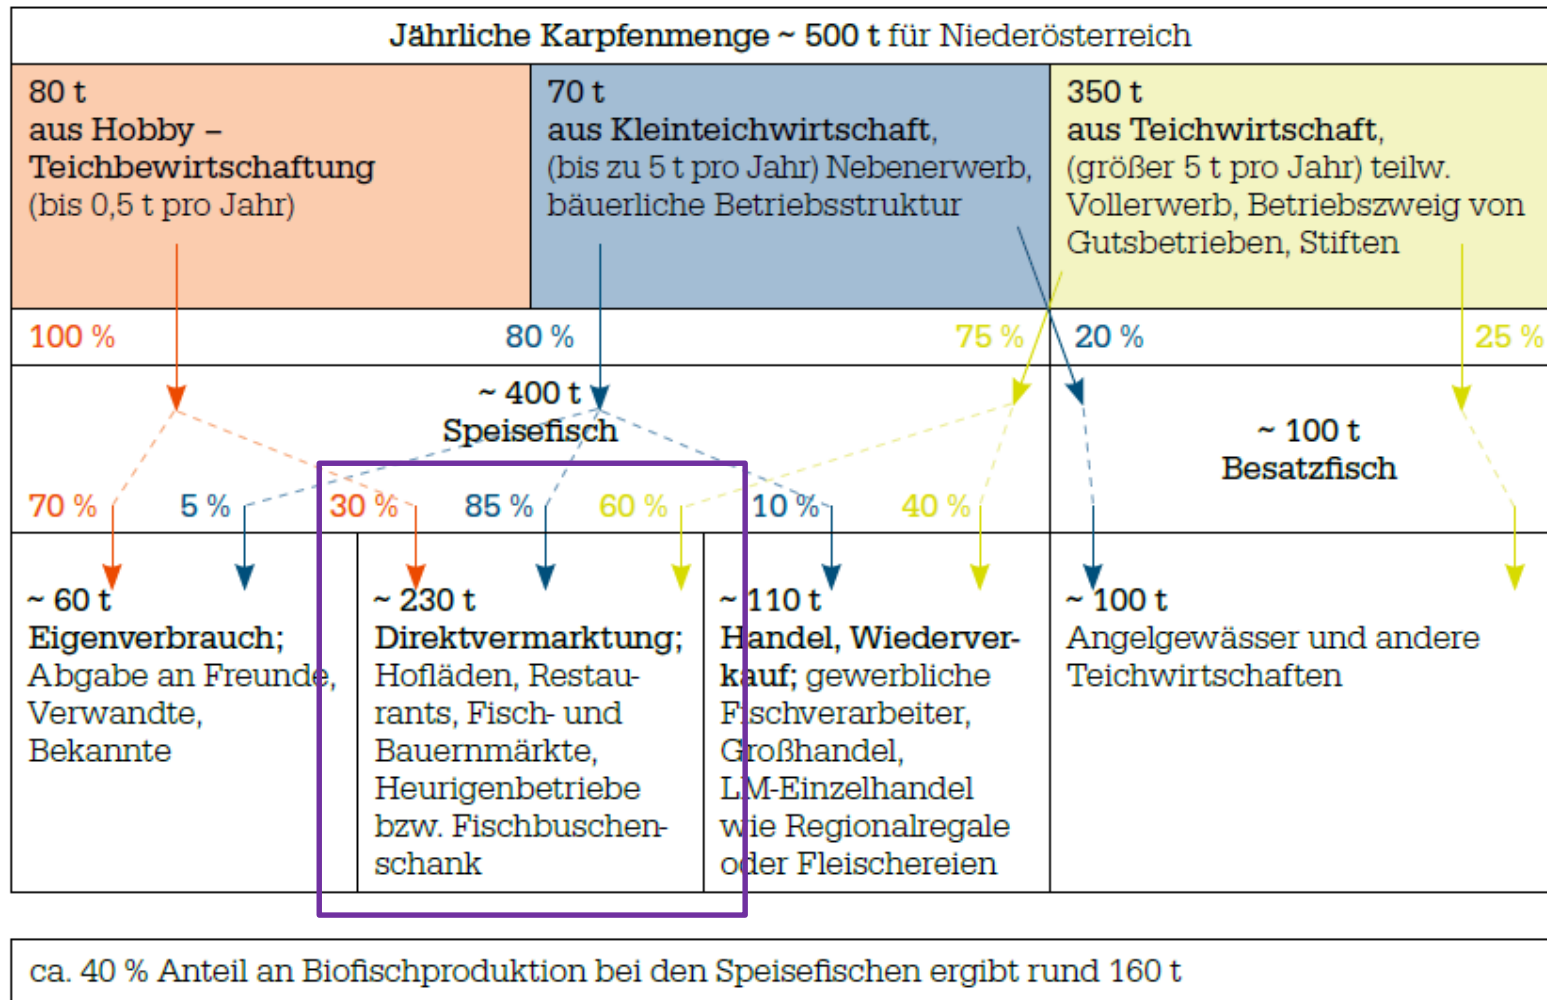 Jährliche Karpfenmenge ~ 500 t für Niederösterreich
80 t
aus Hobby –
Teichbewirtschaftung
(bis 0,5 t pro Jahr)
70 t
aus Kleinteichwirtschaft,
(bis zu 5 t pro Jahr) Nebenerwerb,
bäuerliche Betriebsstruktur
350 t
aus Teichwirtschaft,
(größer 5 t pro Jahr) teilw.
Vollerwerb, Betriebszweig von
Gutsbetrieben, Stiften
100 % 80 % 75 % 20 % 25 %
~ 400 t
Speisefisch
~ 100 t
Besatzfisch
70 % 5 % 30 % 85 % 60 % 10 % 40 %
~ 60 t
Eigenverbrauch;
Abgabe an Freunde,
Verwandte,
Bekannte
~ 230 t
Direktvermarktung;
Hofläden, Restau-
rants, Fisch- und
Bauernmärkte,
Heurigenbetriebe
bzw. Fischbuschen-
schank
~ 110 t
Handel, Wiederver-
kauf; gewerbliche
Fischverarbeiter,
Großhandel,
LM-Einzelhandel
wie Regionalregale
oder Fleischereien
~ 100 t
Angelgewässer und andere
Teichwirtschaften
ca. 40 % Anteil an Biofischproduktion bei den Speisefischen ergibt rund 160 t